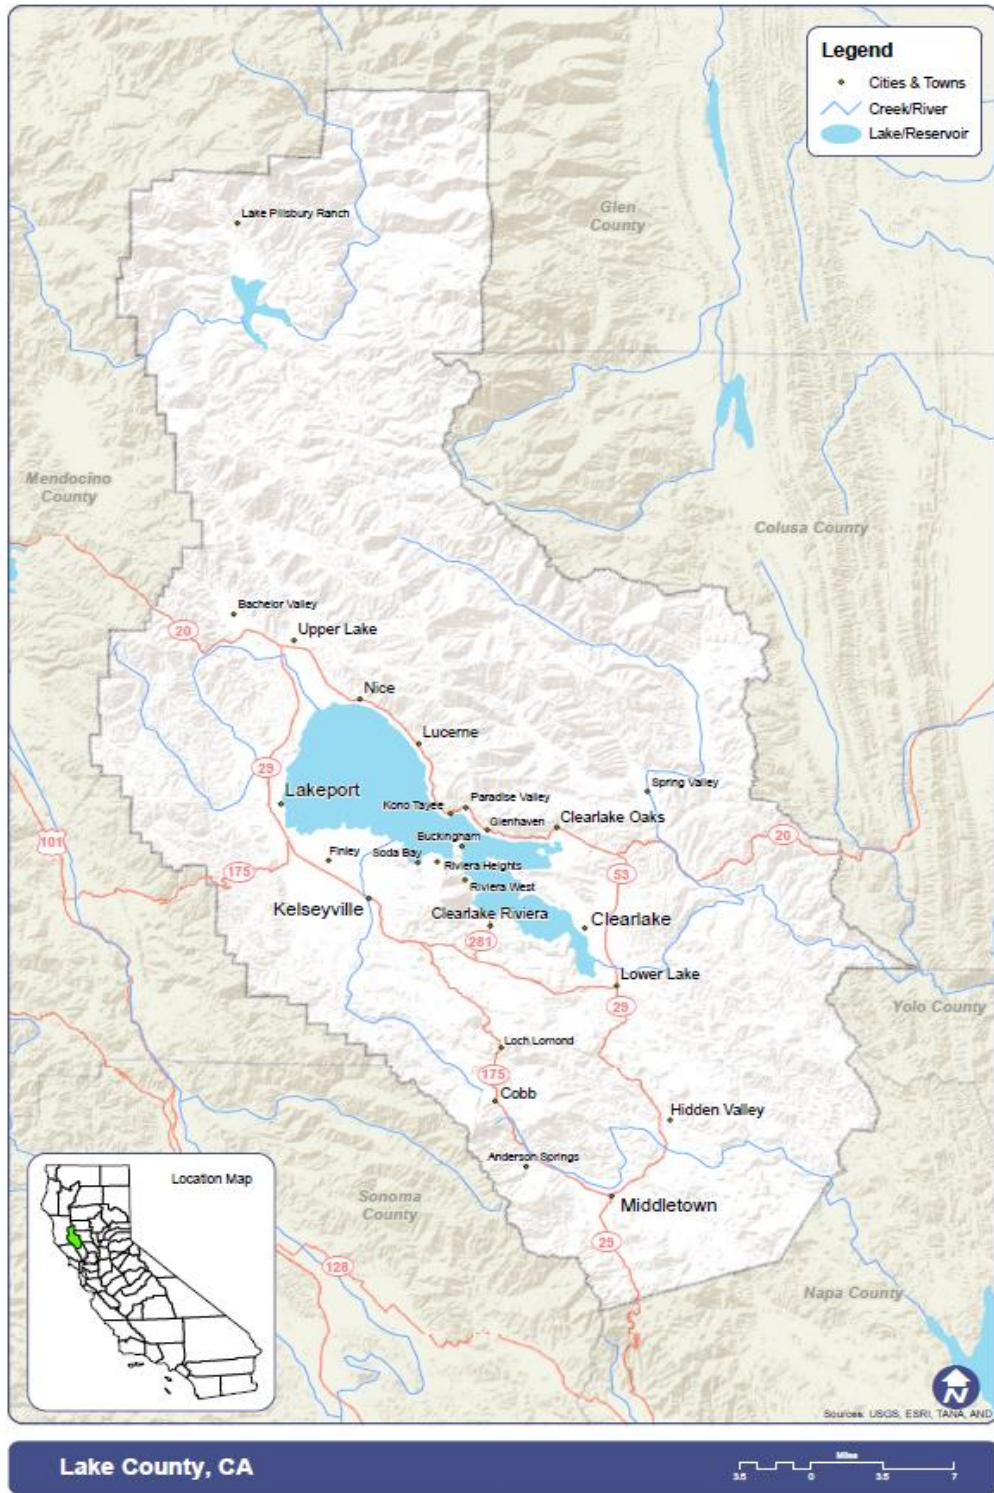 Legend
Cities & Towns
Creek/River
Lake/Reservoir
Lake Pillsbury Ranch
Glen
County
Mendocino
County
Colusa County
Bachelor Valley
20
Upper Lake
Nice
Lucerne
29
Spring Valley
Lakeport
Paradise Valley
Kono Tayee
Clearlake Oaks
Glenhaven
20
101
Buckingham
Finley
Soda Bay
Riviera Heights
175
53
Riviera West
Kelseyville
Clearlake Riviera
Clearlake
281
Lower Lake
29
Yolo County
Loch Lomond
175
Cobb
Hidden Valley
Anderson Springs
Location Map
Sonoma
County
Middletown
29
128
Napa County
N
Sources: USGS, ESRI, TANA, AND
Lake County, CA
Miles
3.5 0 3.5 7